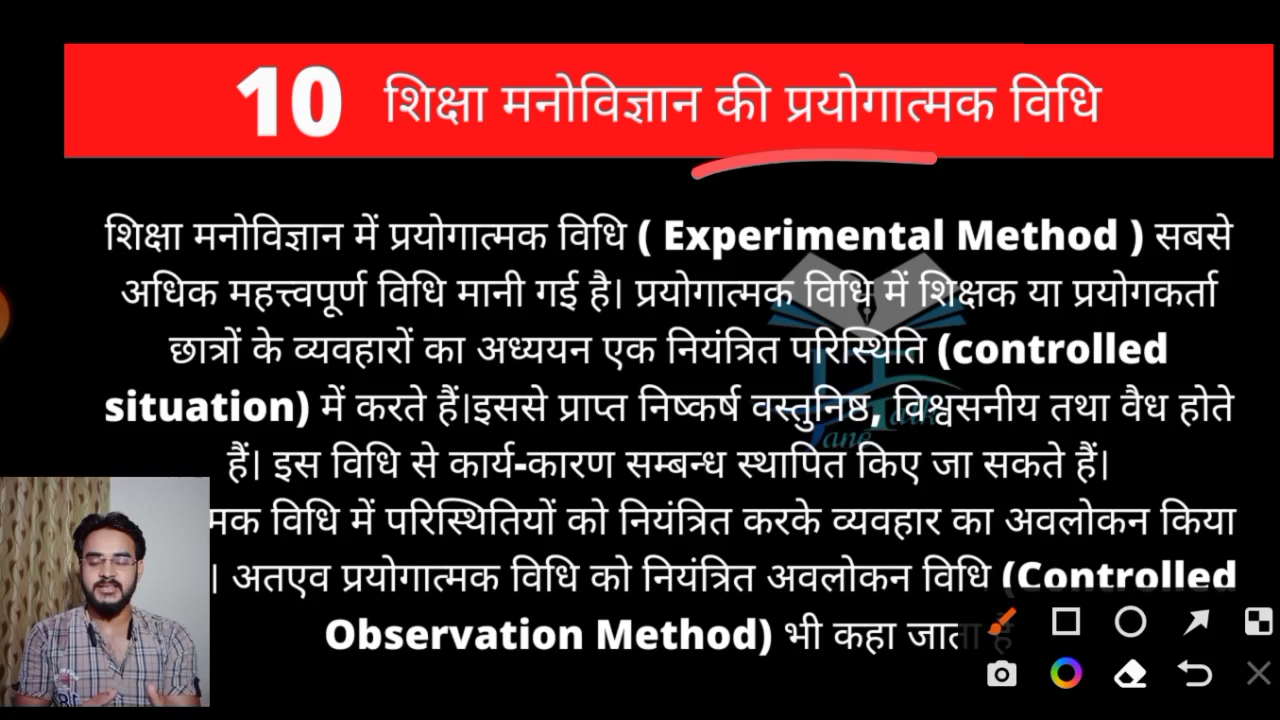 10 शिक्षा मनोविज्ञान की प्रयोगात्मक विधि
शिक्षा मनोविज्ञान में प्रयोगात्मक विधि ( Experimental Method ) सबसे
अधिक महत्त्वपूर्ण विधि मानी गई है। प्रयोगात्मक विधि में शिक्षक या प्रयोगकर्ता
छात्रों के व्यवहारों का अध्ययन एक नियंत्रित परिस्थिति (controlled
situation) में करते हैं।इससे प्राप्त निष्कर्ष वस्तुनिष्ठ, विश्वसनीय तथा वैध होते
हैं। इस विधि से कार्य-कारण सम्बन्ध स्थापित किए जा सकते हैं।
मक विधि में परिस्थितियों को नियंत्रित करके व्यवहार का अवलोकन किया
। अतएव प्रयोगात्मक विधि को नियंत्रित अवलोकन विधि (Controlled
Observation Method) भी कहा जाता है